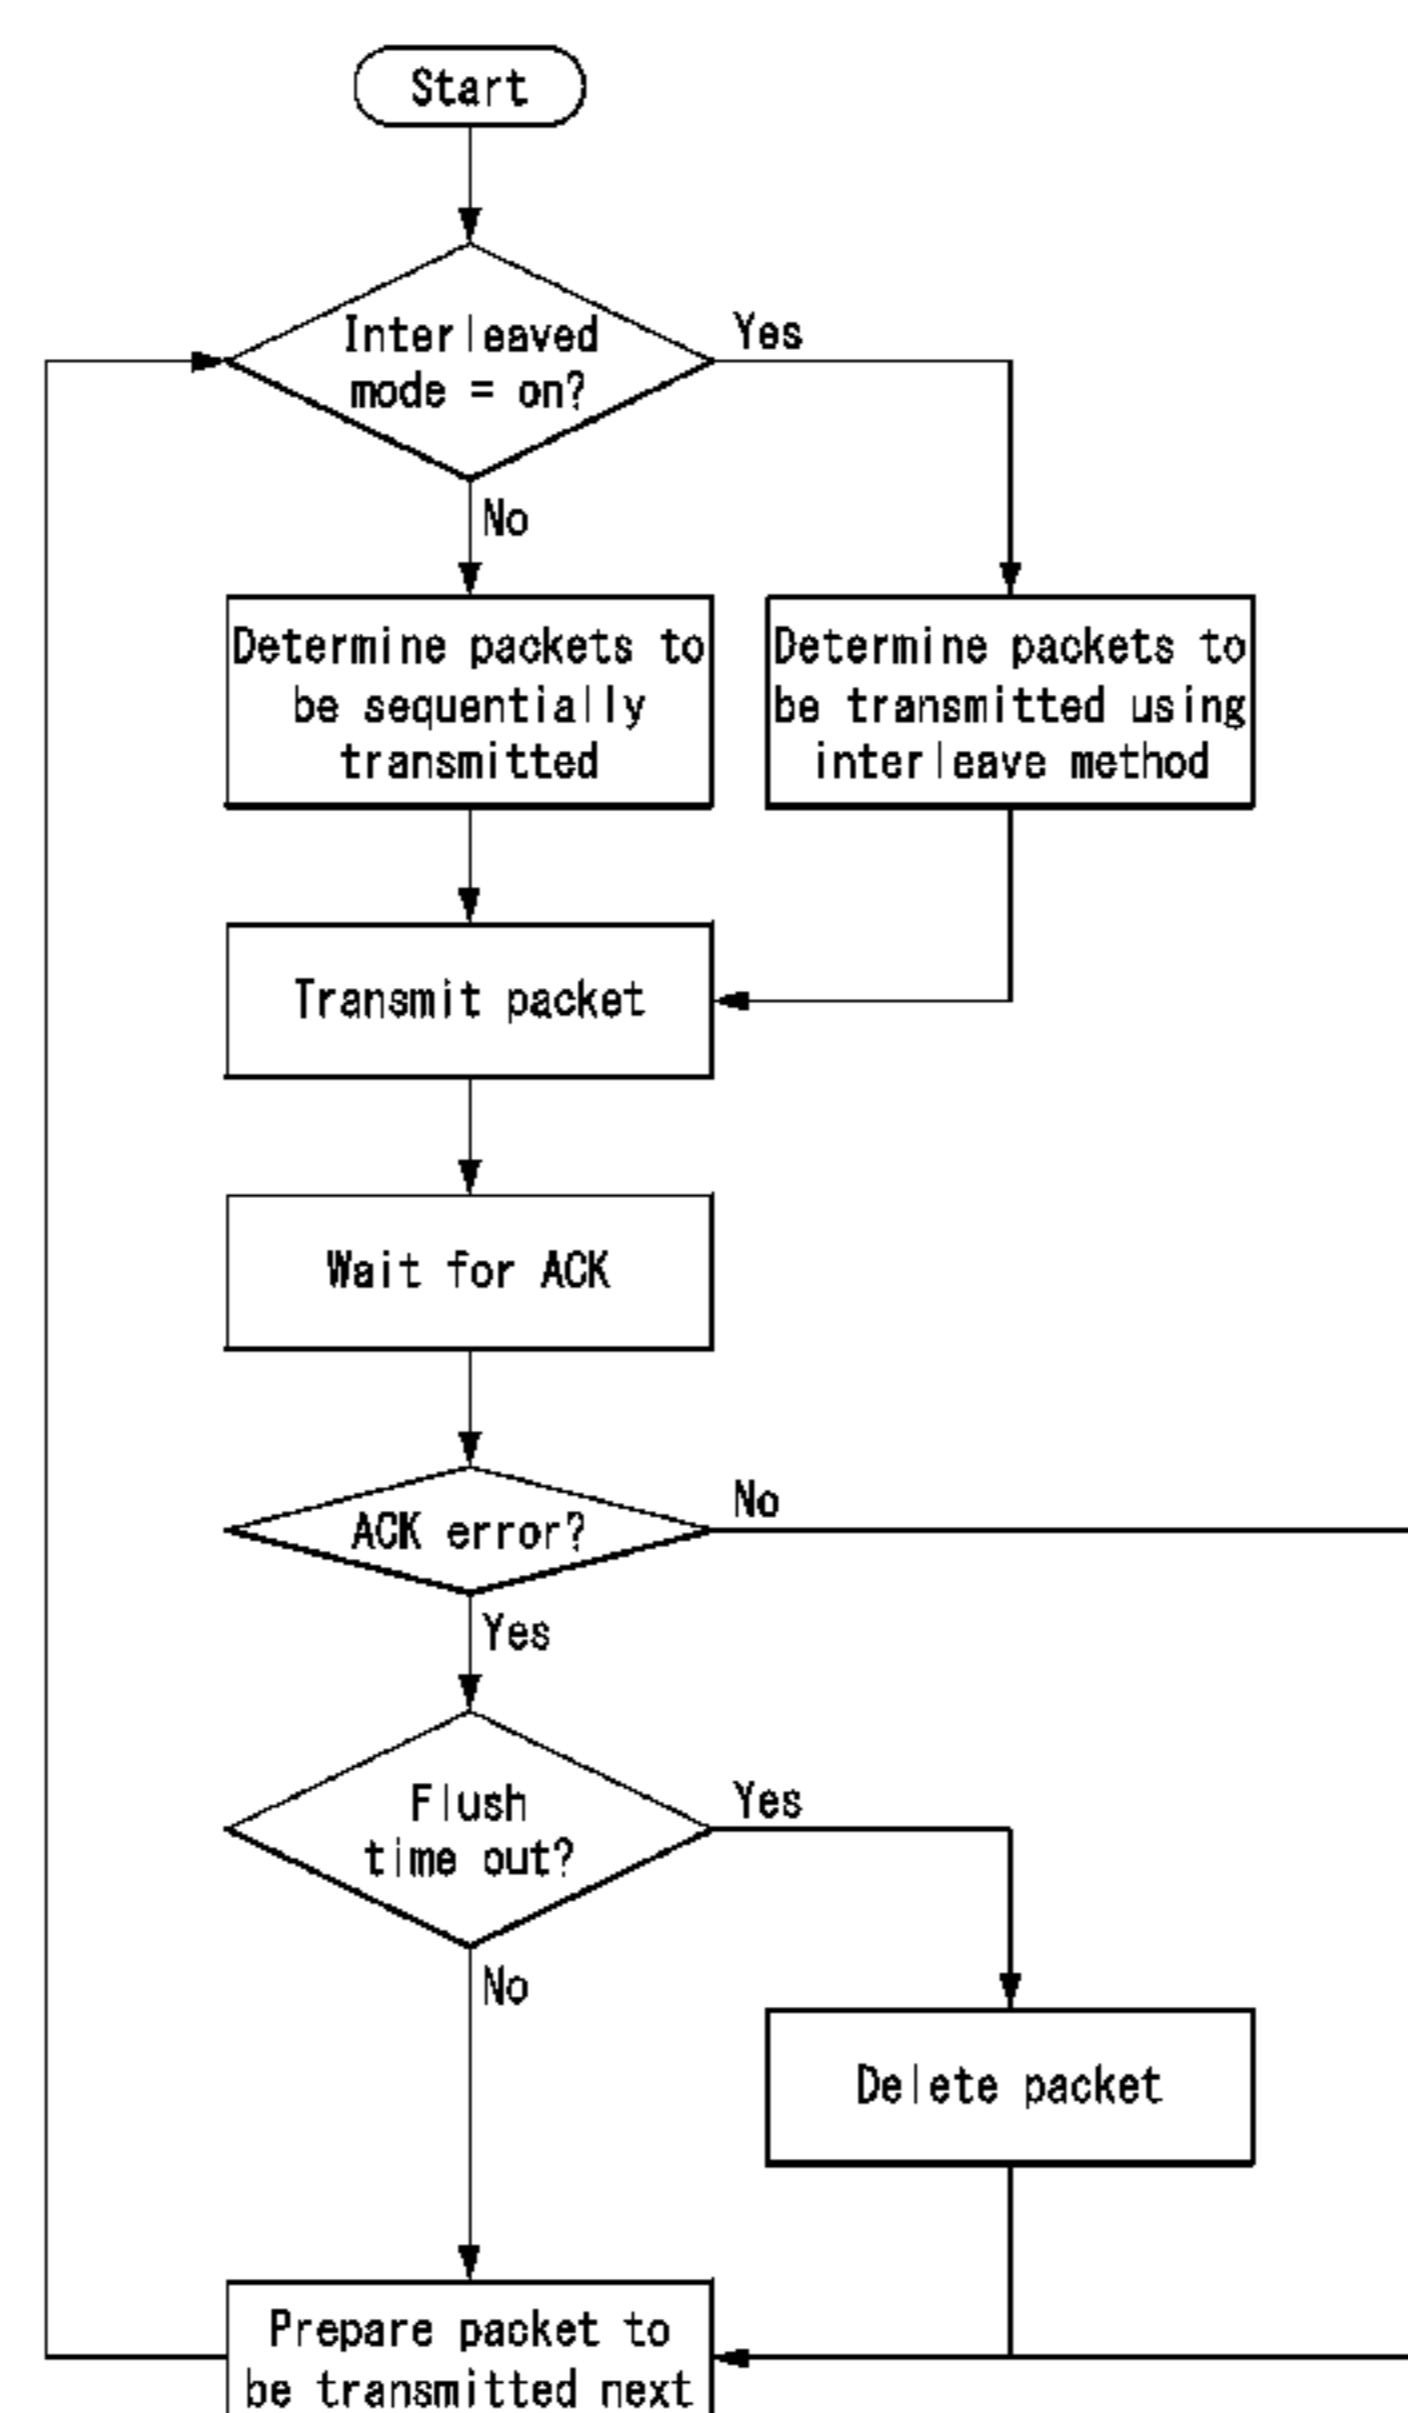 Start
Interleaved
mode = on?
Yes
No
Determine packets to
be sequentially
transmitted
Determine packets to
be transmitted using
interleave method
Transmit packet
Wait for ACK
ACK error?
No
Yes
Flush
time out?
Yes
No
Delete packet
Prepare packet to
be transmitted next